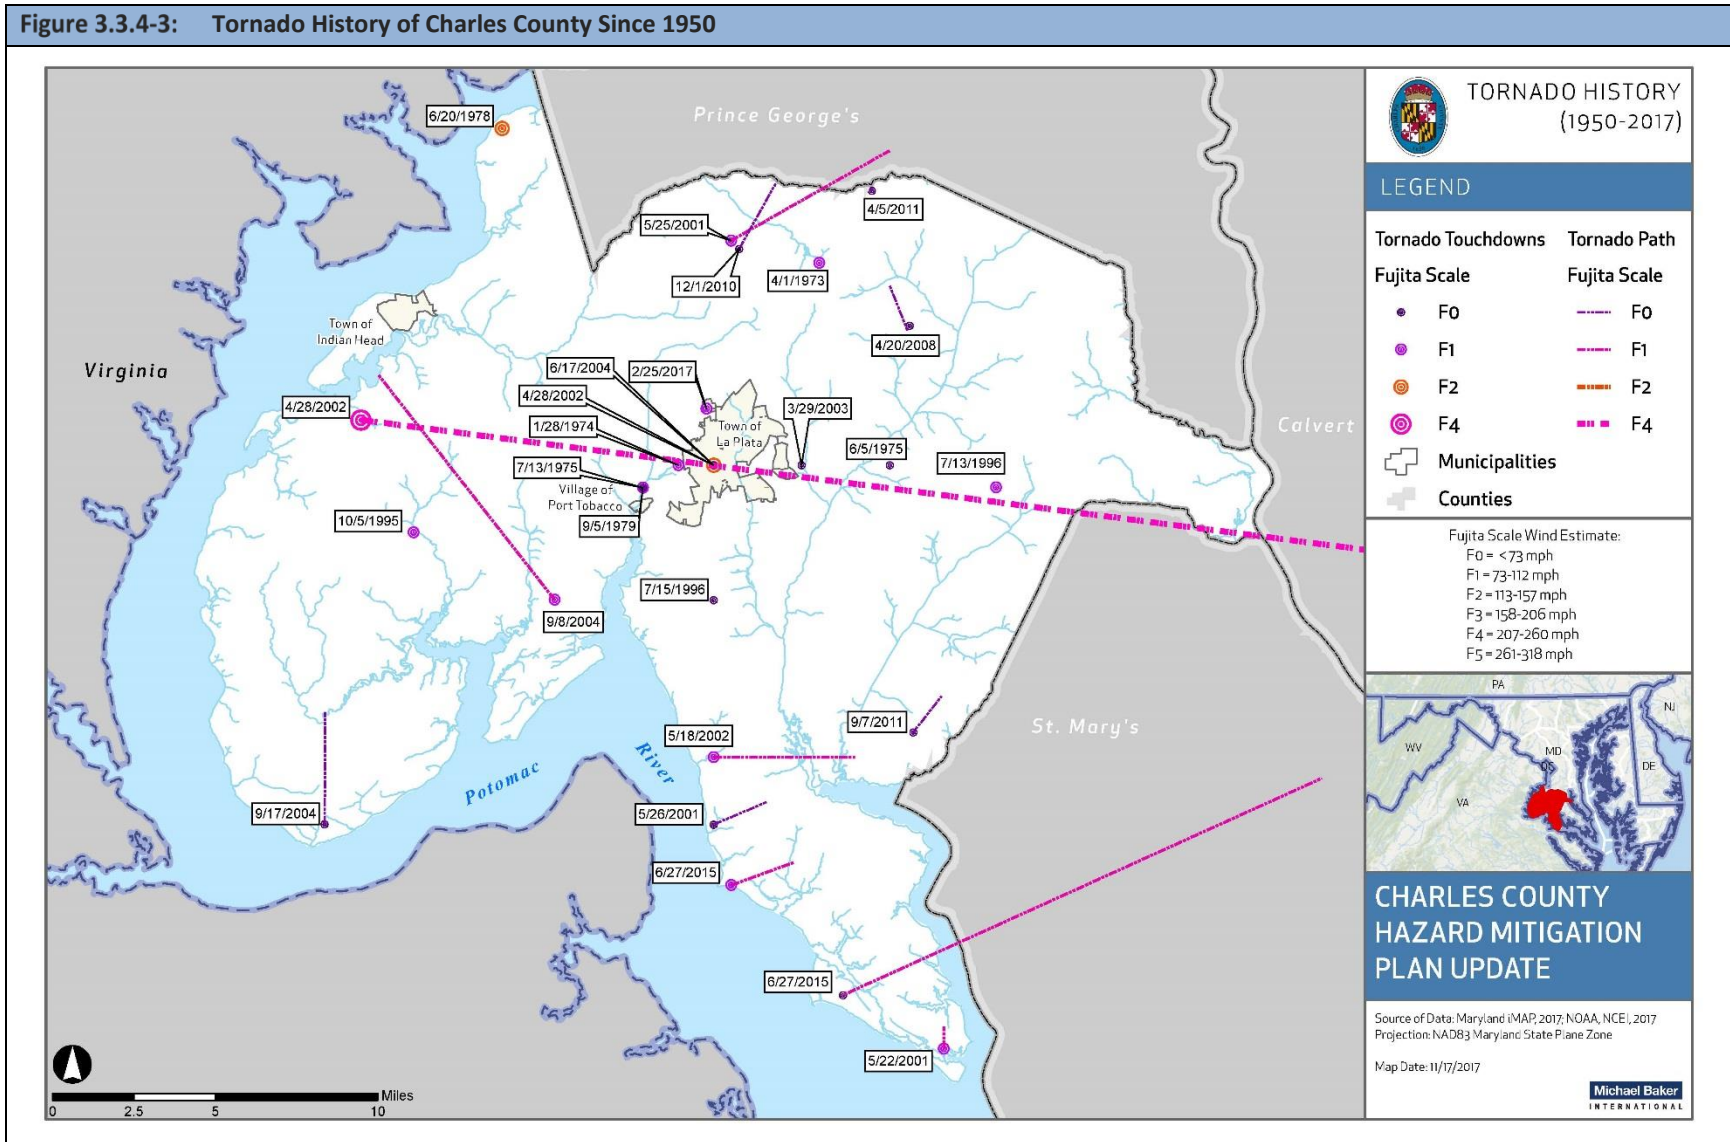 Figure 3.3.4-3: Tornado History of Charles County Since 1950
TORNADO HISTORY
(1950-2017)
LEGEND
Tornado Touchdowns
Fujita Scale
F0
F1
F2
F4
Municipalities
Counties
Tornado Path
Fujita Scale
F0
F1
F2
F4
Fujita Scale Wind Estimate:
F0 = <73 mph
F1 = 73-112 mph
F2 = 113-157 mph
F3 = 158-206 mph
F4 = 207-260 mph
F5 = 261-318 mph
PA
NJ
WV
MD
DC
DE
VA
CHARLES COUNTY
HAZARD MITIGATION
PLAN UPDATE
Source of Data: Maryland iMAP, 2017; NOAA, NCEI, 2017
Projection: NAD83 Maryland State Plane Zone
Map Date: 11/17/2017
Michael Baker
INTERNATIONAL
Prince George's
6/20/1978
4/5/2011
5/25/2001
12/1/2010
4/1/1973
Town of
Indian Head
4/20/2008
Virginia
6/17/2004
2/25/2017
4/28/2002
4/28/2002
3/29/2003
1/28/1974
Town of
La Plata
Calvert
6/5/1975
7/13/1996
7/13/1975
Village of
Port Tobacco
10/5/1995
9/5/1979
7/15/1996
9/8/2004
9/7/2011
St. Mary's
5/18/2002
Potomac
River
9/17/2004
5/26/2001
6/27/2015
6/27/2015
5/22/2001
Miles
0
2.5
5
10